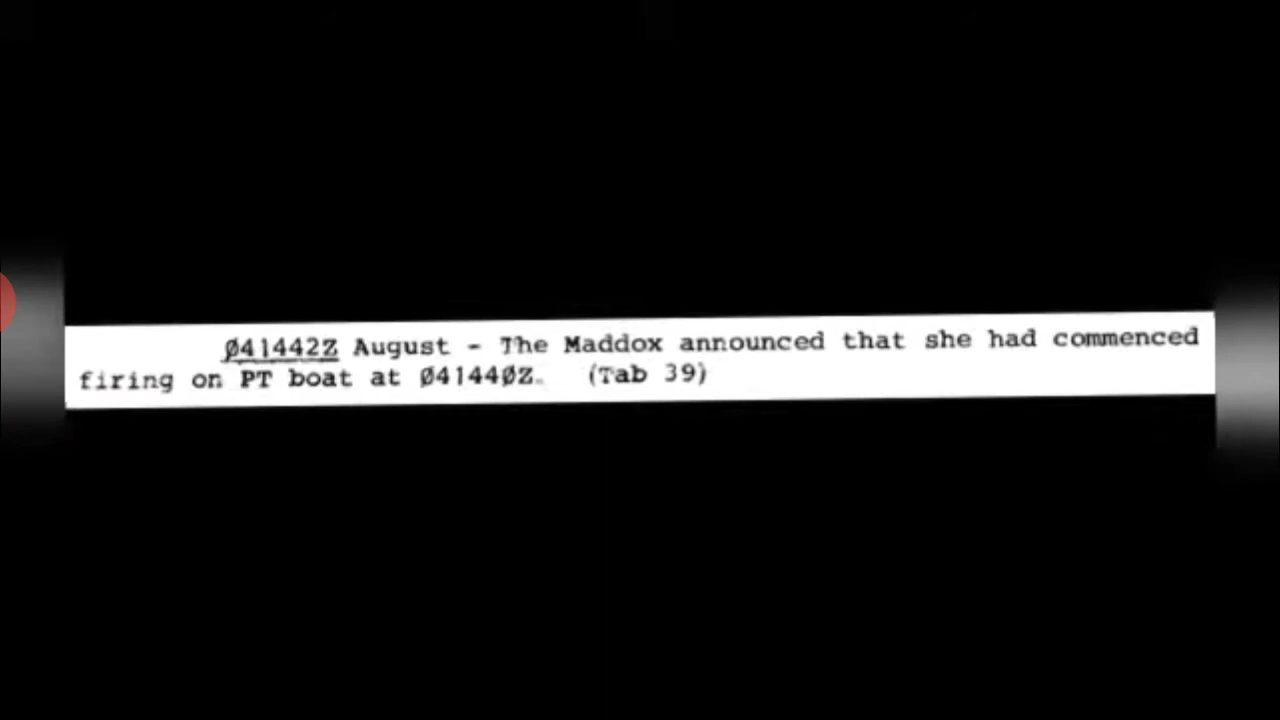 Ø41442Z August - The Maddox announced that she had commenced
firing on PT boat at Ø4144ØZ. (Tab 39)